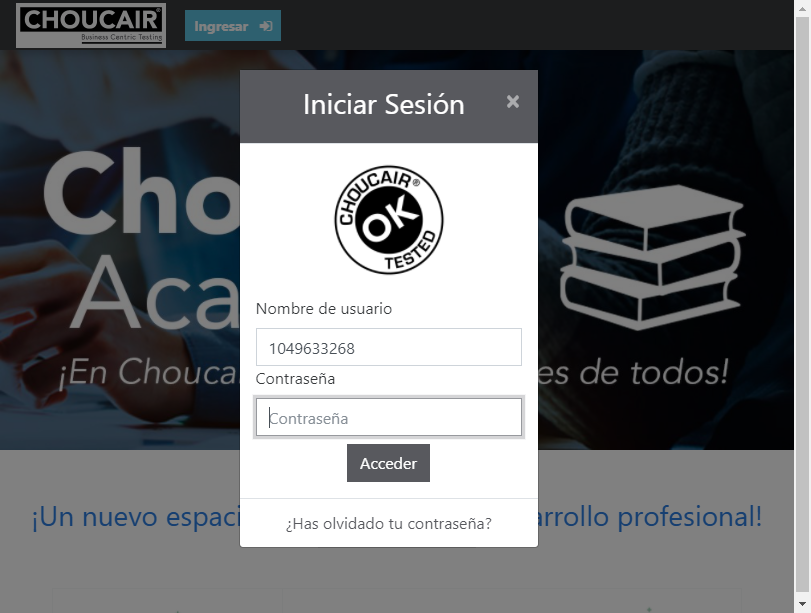 CHOUCAIR®
Business Centric Testing
Ingresar
Iniciar Sesión
×
CHOUCAIR®
OK
TESTED
Cho
Aca
¡En Choucai
es de todos!
Nombre de usuario
1049633268
Contraseña
Contraseña
Acceder
¡Un nuevo espaci
arrollo profesional!
¿Has olvidado tu contraseña?